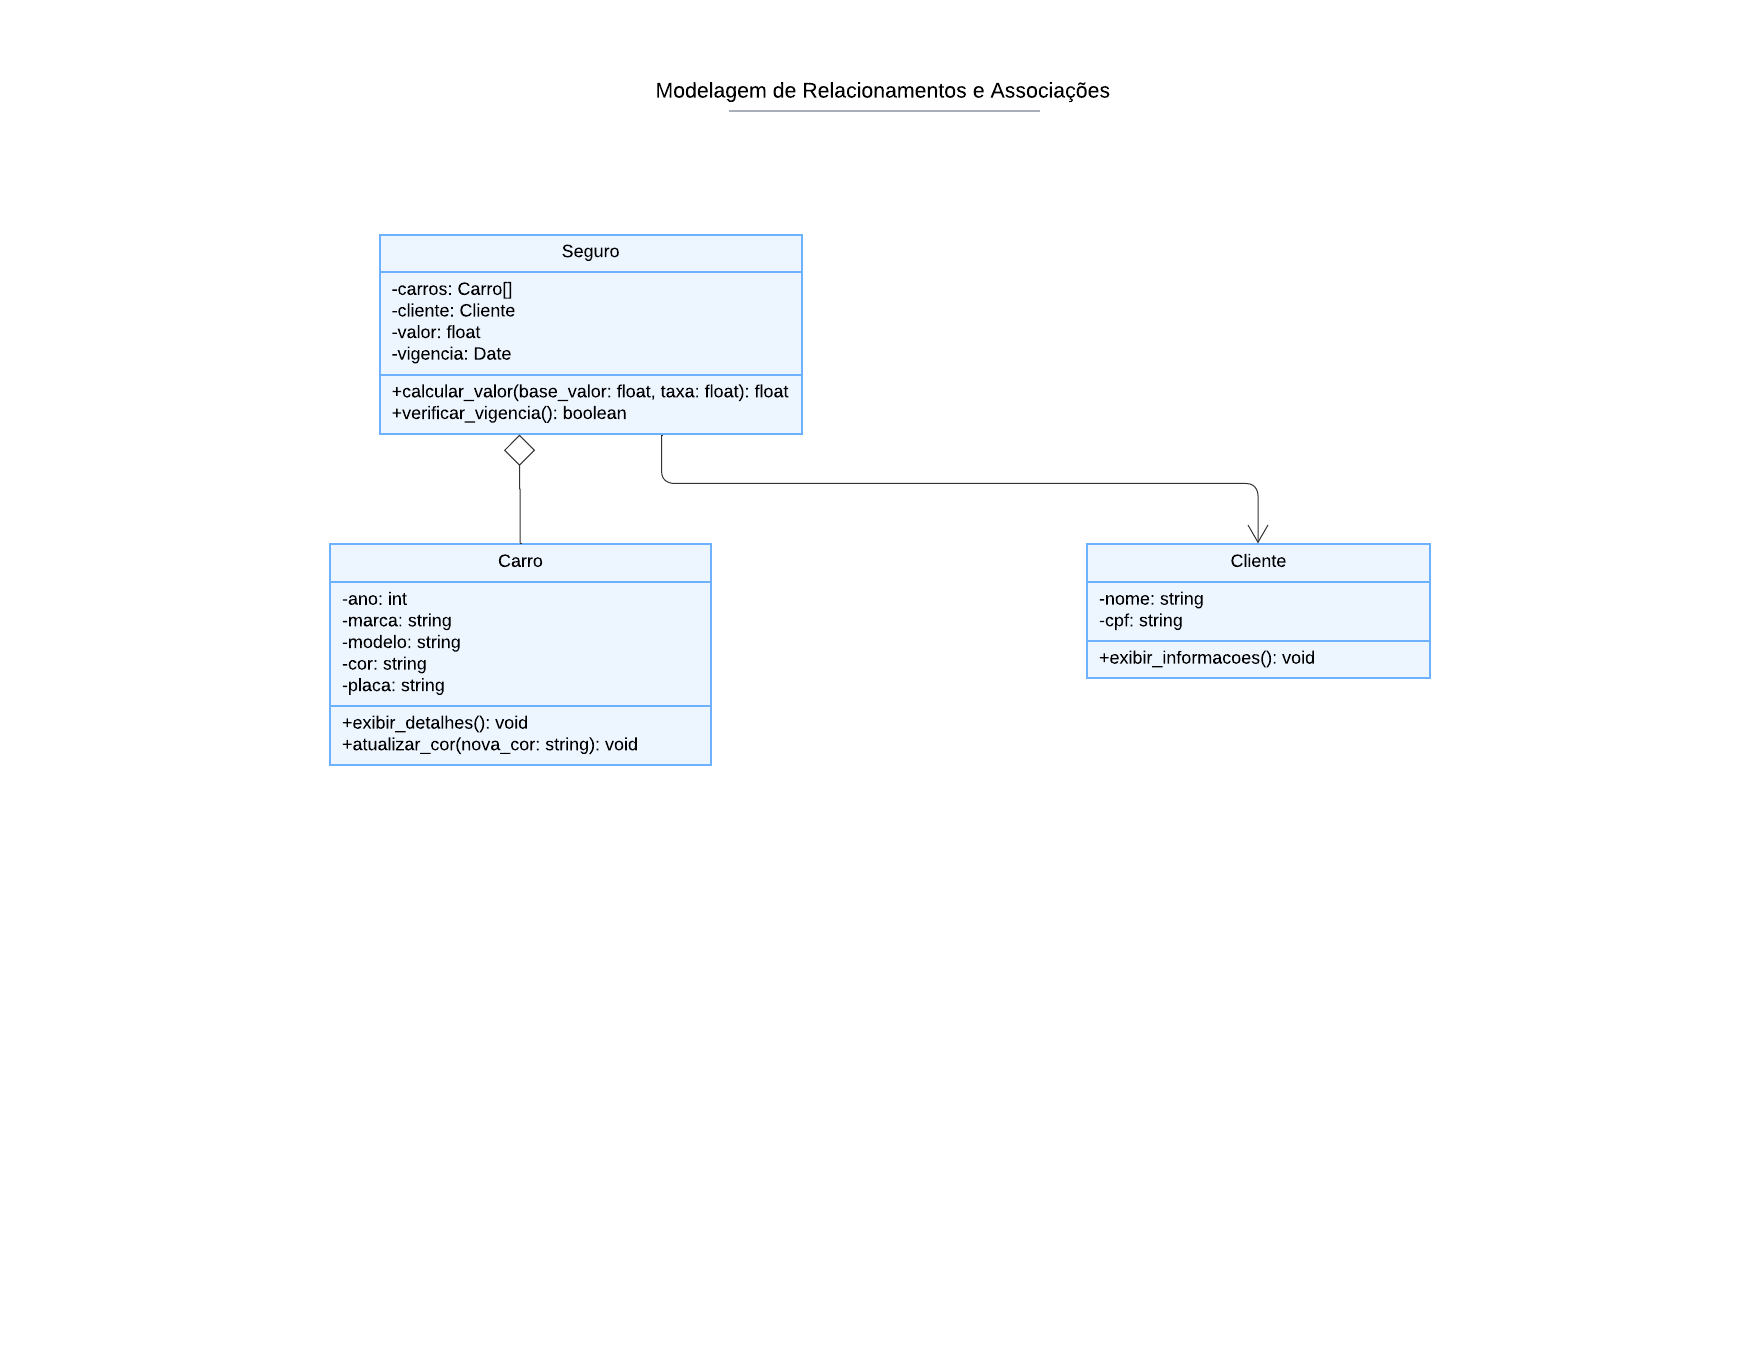 Modelagem de Relacionamentos e Associações
Seguro
-carros: Carro[]
-cliente: Cliente
-valor: float
-vigencia: Date
+calcular_valor(base_valor: float, taxa: float): float
+verificar_vigencia(): boolean
Carro
-ano: int
-marca: string
-modelo: string
-cor: string
-placa: string
+exibir_detalhes(): void
+atualizar_cor(nova_cor: string): void
Cliente
-nome: string
-cpf: string
+exibir_informacoes(): void